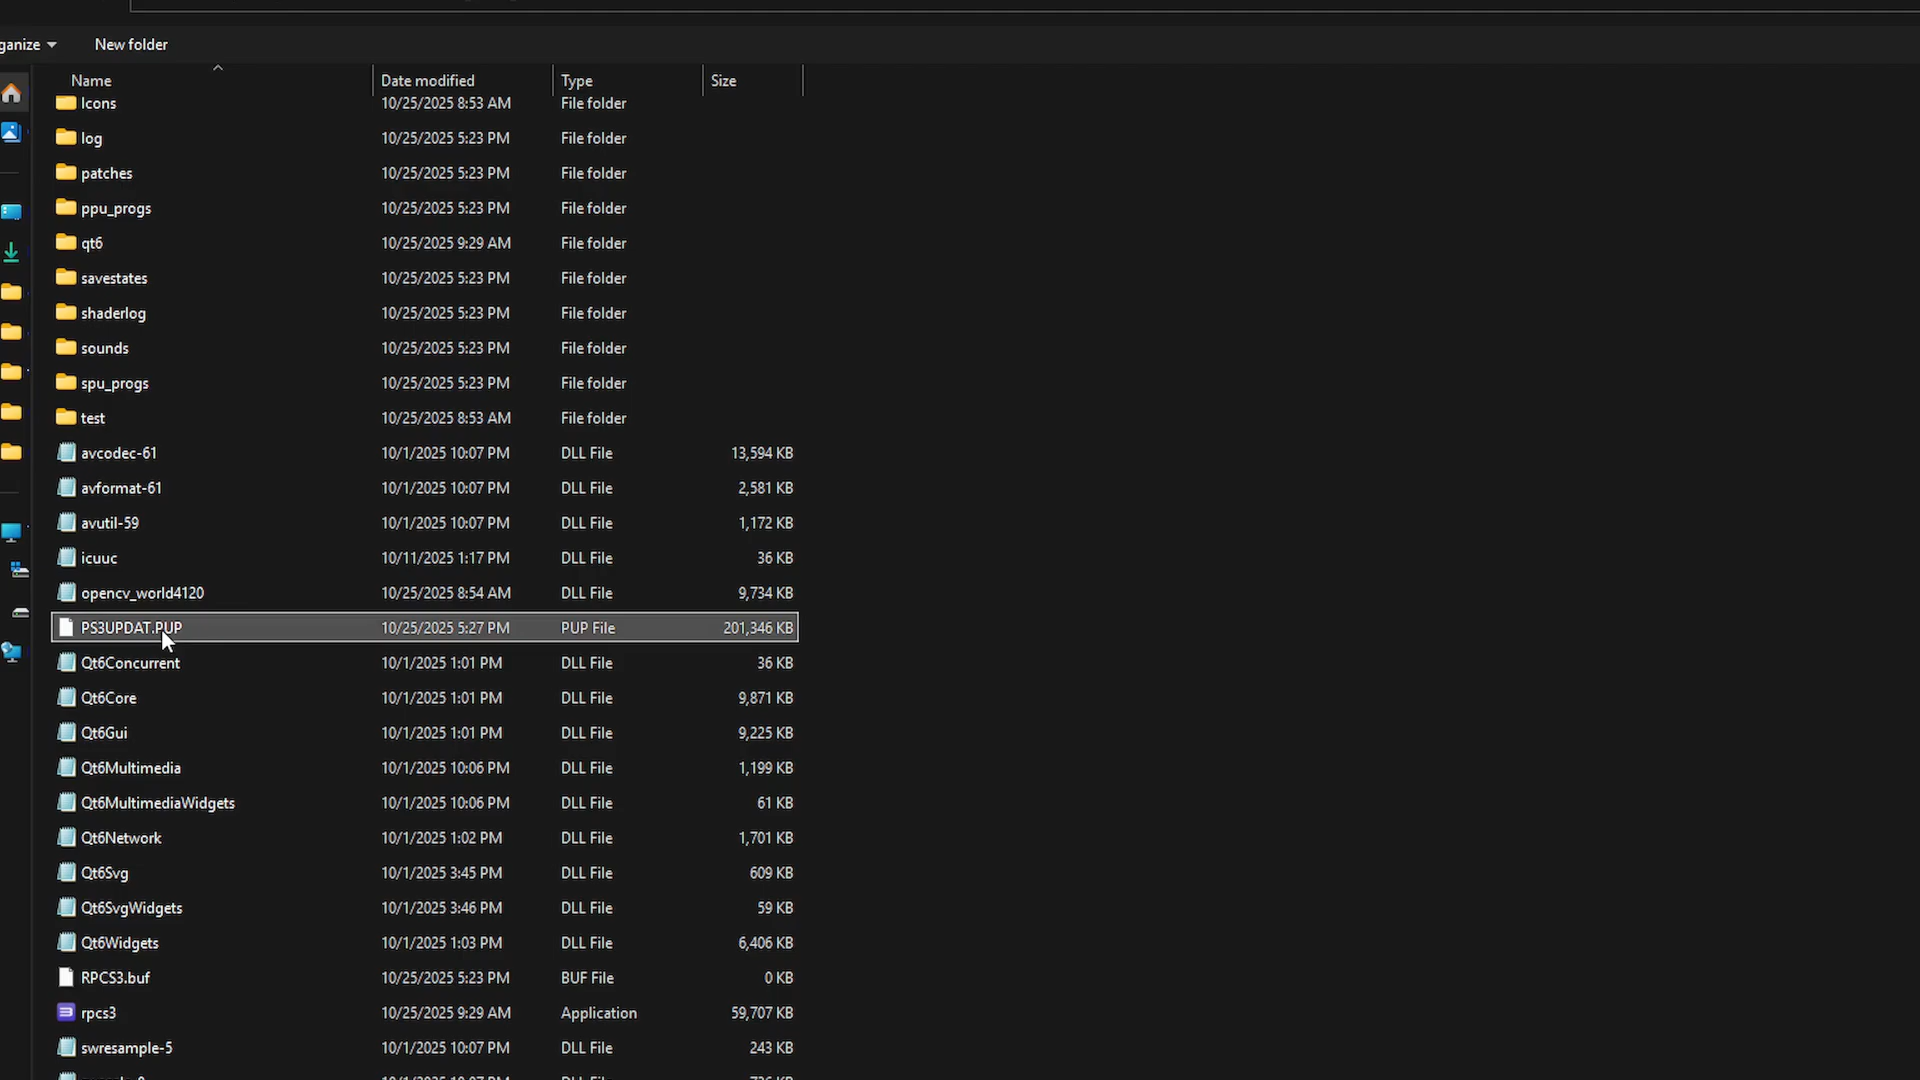 ganize New folder
Name Date modified Type Size
Icons 10/25/2025 8:53 AM File folder
log 10/25/2025 5:23 PM File folder
patches 10/25/2025 5:23 PM File folder
ppu_progs 10/25/2025 5:23 PM File folder
qt6 10/25/2025 9:29 AM File folder
savestates 10/25/2025 5:23 PM File folder
shaderlog 10/25/2025 5:23 PM File folder
sounds 10/25/2025 5:23 PM File folder
spu_progs 10/25/2025 5:23 PM File folder
test 10/25/2025 8:53 AM File folder
avcodec-61 10/1/2025 10:07 PM DLL File 13,594 KB
avformat-61 10/1/2025 10:07 PM DLL File 2,581 KB
avutil-59 10/1/2025 10:07 PM DLL File 1,172 KB
icuuc 10/11/2025 1:17 PM DLL File 36 KB
opencv_world4120 10/25/2025 8:54 AM DLL File 9,734 KB
PS3UPDAT.PUP 10/25/2025 5:27 PM PUP File 201,346 KB
Qt6Concurrent 10/1/2025 1:01 PM DLL File 36 KB
Qt6Core 10/1/2025 1:01 PM DLL File 9,871 KB
Qt6Gui 10/1/2025 1:01 PM DLL File 9,225 KB
Qt6Multimedia 10/1/2025 10:06 PM DLL File 1,199 KB
Qt6MultimediaWidgets 10/1/2025 10:06 PM DLL File 61 KB
Qt6Network 10/1/2025 1:02 PM DLL File 1,701 KB
Qt6Svg 10/1/2025 3:45 PM DLL File 609 KB
Qt6SvgWidgets 10/1/2025 3:46 PM DLL File 59 KB
Qt6Widgets 10/1/2025 1:03 PM DLL File 6,406 KB
RPCS3.buf 10/25/2025 5:23 PM BUF File 0 KB
rpcs3 10/25/2025 9:29 AM Application 59,707 KB
swresample-5 10/1/2025 10:07 PM DLL File 243 KB